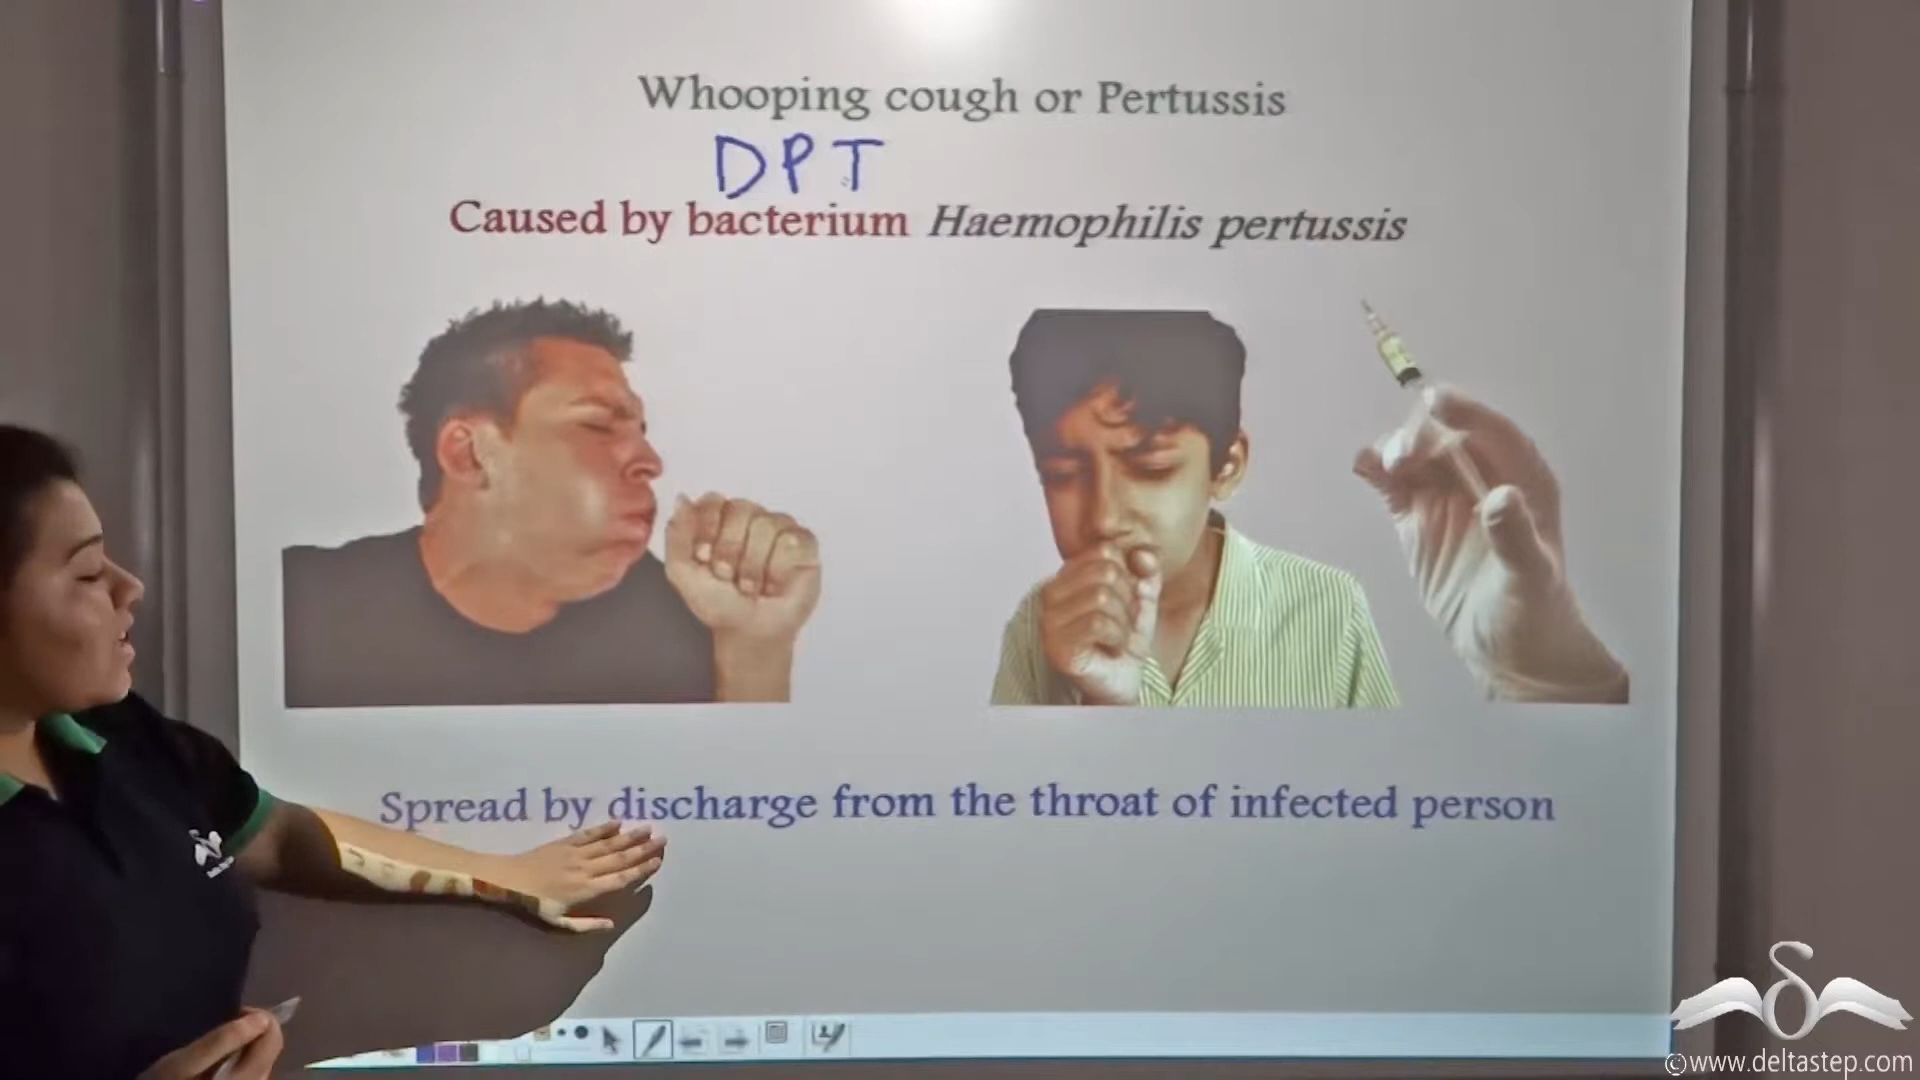 Whooping cough or Pertussis
DPT
Caused by bacterium Haemophilis pertussis
Spread by discharge from the throat of infected person
©www.deltastep.com